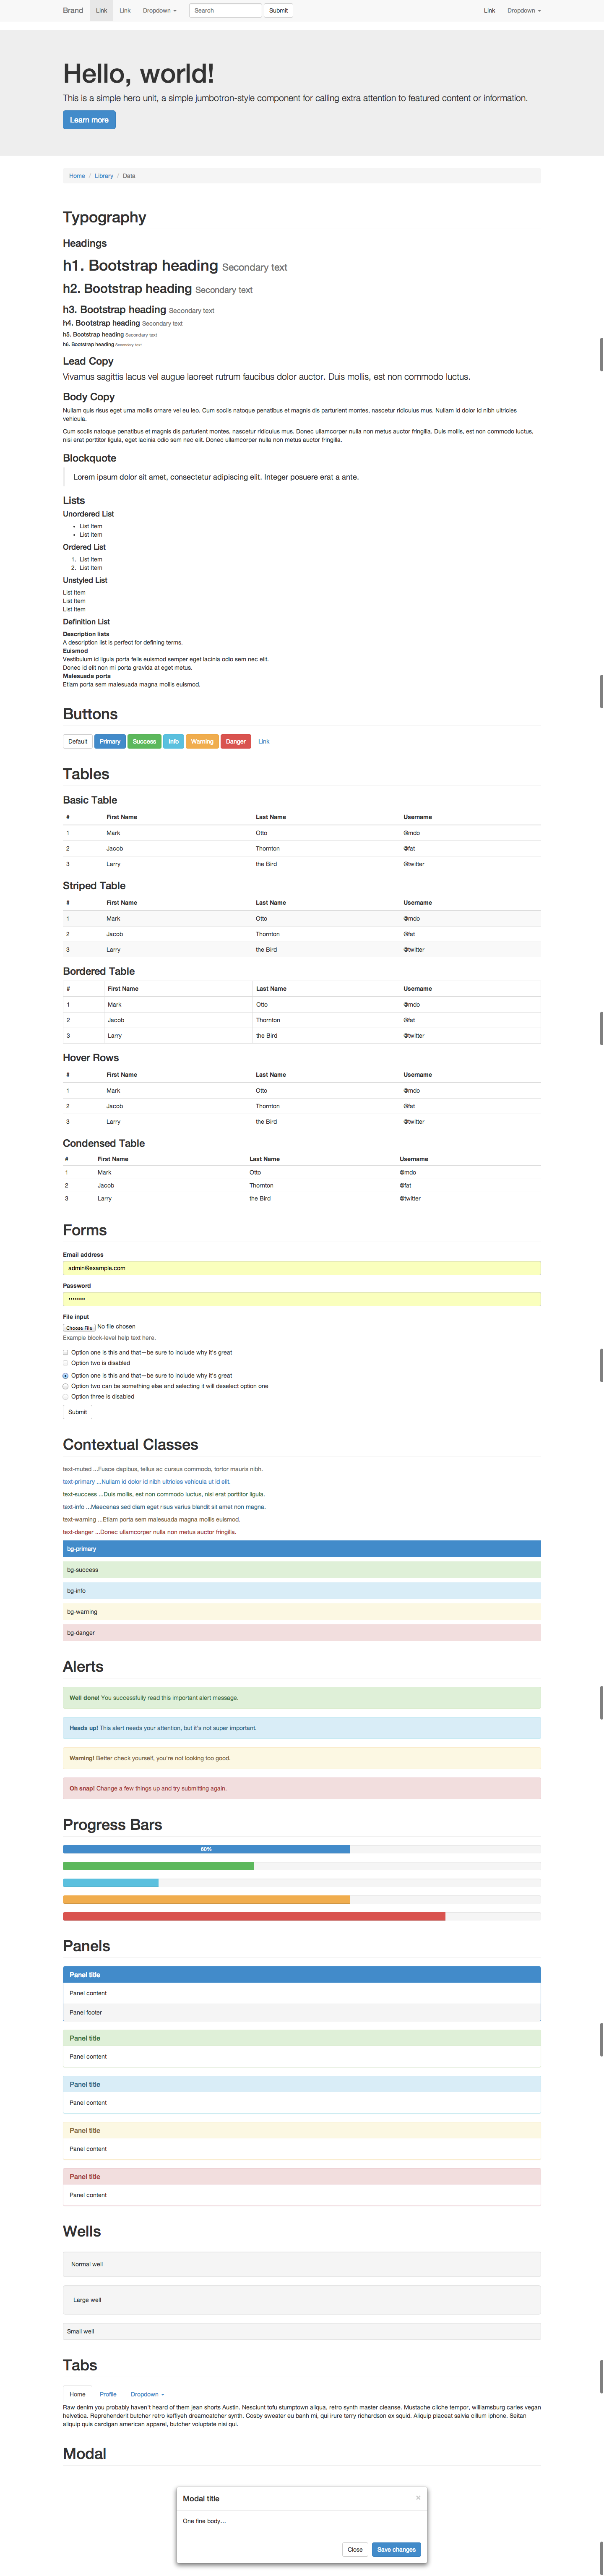 Brand Link Link Dropdown Search Submit Link Dropdown
Hello, world!
This is a simple hero unit, a simple jumbotron-style component for calling extra attention to featured content or information.
Learn more
Home / Library / Data
Typography
Headings
h1. Bootstrap heading Secondary text
h2. Bootstrap heading Secondary text
h3. Bootstrap heading Secondary text
h4. Bootstrap heading Secondary text
h5. Bootstrap heading Secondary text
h6. Bootstrap heading Secondary text
Lead Copy
Vivamus sagittis lacus vel augue laoreet rutrum faucibus dolor auctor. Duis mollis, est non commodo luctus.
Body Copy
Nullam quis risus eget urna mollis ornare vel eu leo. Cum sociis natoque penatibus et magnis dis parturient montes, nascetur ridiculus mus. Nullam id dolor id nibh ultricies
vehicula.
Cum sociis natoque penatibus et magnis dis parturient montes, nascetur ridiculus mus. Donec ullamcorper nulla non metus auctor fringilla. Duis mollis, est non commodo luctus,
nisi erat porttitor ligula, eget lacinia odio sem nec elit. Donec ullamcorper nulla non metus auctor fringilla.
Blockquote
Lorem ipsum dolor sit amet, consectetur adipiscing elit. Integer posuere erat a ante.
Lists
Unordered List
• List Item
• List Item
Ordered List
1. List Item
2. List Item
Unstyled List
List Item
List Item
List Item
Definition List
Description lists
A description list is perfect for defining terms.
Euismod
Vestibulum id ligula porta felis euismod semper eget lacinia odio sem nec elit.
Donec id elit non mi porta gravida at eget metus.
Malesuada porta
Etiam porta sem malesuada magna mollis euismod.
Buttons
Default Primary Success Info Warning Danger Link
Tables
Basic Table
# First Name Last Name Username
1 Mark Otto @mdo
2 Jacob Thornton @fat
3 Larry the Bird @twitter
Striped Table
# First Name Last Name Username
1 Mark Otto @mdo
2 Jacob Thornton @fat
3 Larry the Bird @twitter
Bordered Table
# First Name Last Name Username
1 Mark Otto @mdo
2 Jacob Thornton @fat
3 Larry the Bird @twitter
Hover Rows
# First Name Last Name Username
1 Mark Otto @mdo
2 Jacob Thornton @fat
3 Larry the Bird @twitter
Condensed Table
# First Name Last Name Username
1 Mark Otto @mdo
2 Jacob Thornton @fat
3 Larry the Bird @twitter
Forms
Email address
admin@example.com
Password
••••••••
File input
Choose File No file chosen
Example block-level help text here.
Option one is this and that—be sure to include why it's great
Option two is disabled
Option one is this and that—be sure to include why it's great
Option two can be something else and selecting it will deselect option one
Option three is disabled
Submit
Contextual Classes
text-muted ...Fusce dapibus, tellus ac cursus commodo, tortor mauris nibh.
text-primary ...Nullam id dolor id nibh ultricies vehicula ut id elit.
text-success ...Duis mollis, est non commodo luctus, nisi erat porttitor ligula.
text-info ...Maecenas sed diam eget risus varius blandit sit amet non magna.
text-warning ...Etiam porta sem malesuada magna mollis euismod.
text-danger ...Donec ullamcorper nulla non metus auctor fringilla.
bg-primary
bg-success
bg-info
bg-warning
bg-danger
Alerts
Well done! You successfully read this important alert message.
Heads up! This alert needs your attention, but it's not super important.
Warning! Better check yourself, you're not looking too good.
Oh snap! Change a few things up and try submitting again.
Progress Bars
60%
Panels
Panel title
Panel content
Panel footer
Panel title
Panel content
Panel title
Panel content
Panel title
Panel content
Panel title
Panel content
Wells
Normal well
Large well
Small well
Tabs
Home Profile Dropdown
Raw denim you probably haven't heard of them jean shorts Austin. Nesciunt tofu stumptown aliqua, retro synth master cleanse. Mustache cliche tempor, williamsburg carles vegan
helvetica. Reprehenderit butcher retro keffiyeh dreamcatcher synth. Cosby sweater eu banh mi, qui irure terry richardson ex squid. Aliquip placeat salvia cillum iphone. Seitan
aliquip quis cardigan american apparel, butcher voluptate nisi qui.
Modal
Modal title ×
One fine body...
Close Save changes